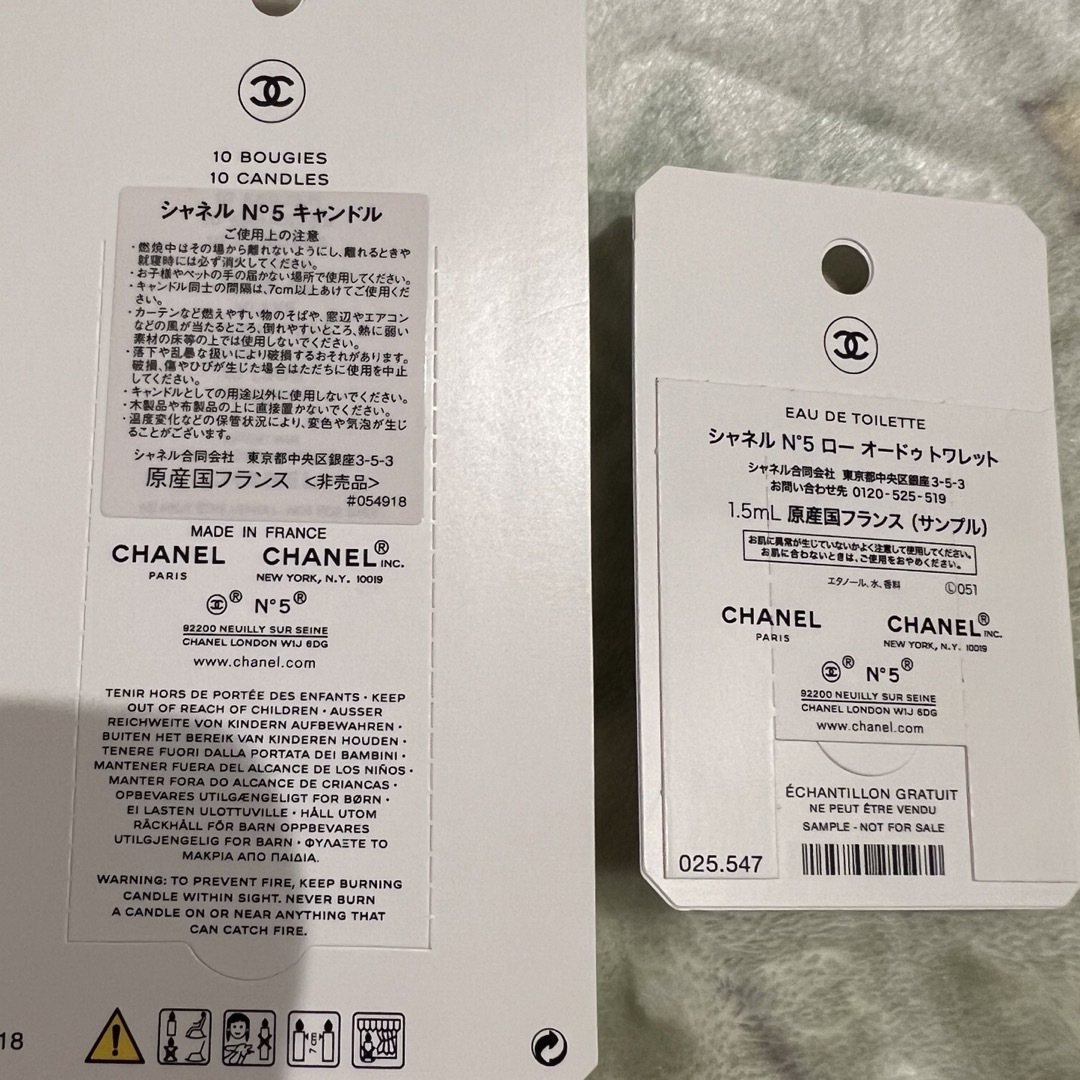 10 BOUGIES
10 CANDLES
シャネル N°5 キャンドル
ご使用上の注意
・燃焼中はその場から離れないようにし、離れるときや
就寝時には必ず消火してください。
・お子様やペットの手の届かない場所で使用してください。
・キャンドル同士の間隔は、7cm以上あけてご使用くだ
さい。
・カーテンなど燃えやすい物のそばや、窓辺やエアコン
などの風が当たるところ、倒れやすいところ、熱に弱い
素材の床等の上では使用しないでください。
・落下や乱暴な扱いにより破損するおそれがあります。
破損、傷やひびが生じた場合はただちに使用を中止
してください。
・キャンドルとしての用途以外に使用しないでください。
・木製品や布製品の上に直接置かないでください。
・温度変化などの保管状況により、変色や気泡が生じ
ることがございます。
シャネル合同会社 東京都中央区銀座3-5-3
原産国フランス <非売品>
#054918
MADE IN FRANCE
CHANEL CHANEL® INC.
PARIS NEW YORK, N.Y. 10019
® N°5®
92200 NEUILLY SUR SEINE
CHANEL LONDON W1J 6DG
www.chanel.com
TENIR HORS DE PORTÉE DES ENFANTS · KEEP
OUT OF REACH OF CHILDREN · AUSSER
REICHWEITE VON KINDERN AUFBEWAHREN ·
BUITEN HET BEREIK VAN KINDEREN HOUDEN ·
TENERE FUORI DALLA PORTATA DEI BAMBINI ·
MANTENER FUERA DEL ALCANCE DE LOS NIÑOS ·
MANTER FORA DO ALCANCE DE CRIANCAS ·
OPBEVARES UTILGÆNGELIGT FOR BØRN ·
EI LASTEN ULOTTUVILLE · HÅLL UTOM
RÄCKHÅLL FÖR BARN OPPBEVARES
UTILGJENGELIG FOR BARN · ΦΥΛΑΞΤΕ ΤΟ
ΜΑΚΡΙΑ ΑΠΟ ΠΑΙΔΙΑ.
WARNING: TO PREVENT FIRE, KEEP BURNING
CANDLE WITHIN SIGHT. NEVER BURN
A CANDLE ON OR NEAR ANYTHING THAT
CAN CATCH FIRE.
18
EAU DE TOILETTE
シャネル N°5 ロー オードゥ トワレット
シャネル合同会社 東京都中央区銀座3-5-3
お問い合わせ先 0120-525-519
1.5mL 原産国フランス (サンプル)
お肌に異常が生じていないかよく注意して使用してください。
お肌に合わないときは、ご使用をおやめください。
エタノール、水、香料 Ⓛ051
CHANEL CHANEL® INC.
PARIS NEW YORK, N.Y. 10019
® N°5®
92200 NEUILLY SUR SEINE
CHANEL LONDON W1J 6DG
www.chanel.com
ÉCHANTILLON GRATUIT
NE PEUT ÊTRE VENDU
SAMPLE - NOT FOR SALE
025.547